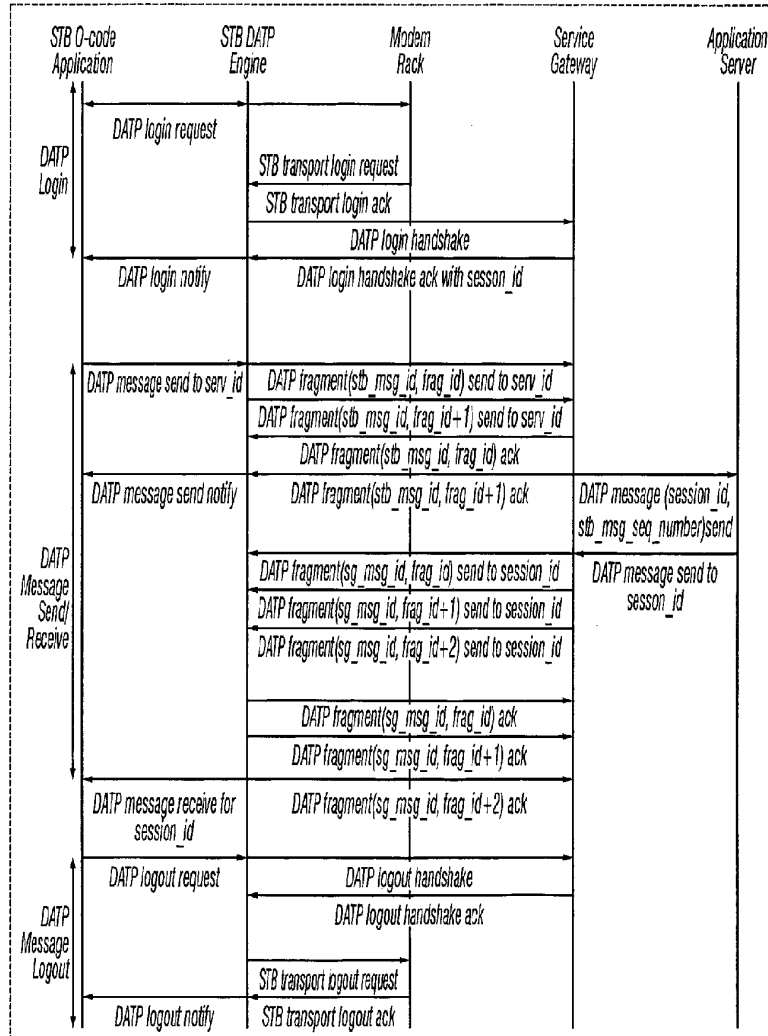 STB O-code
Application
STB DATP
Engine
Modem
Rack
Service
Gateway
Application
Server
DATP
Login
DATP login request
STB transport login request
STB transport login ack
DATP login handshake
DATP login notify
DATP login handshake ack with sesson_id
DATP
Message
Send/
Receive
DATP message send to serv_id
DATP fragment(stb_msg_id, frag_id) send to serv_id
DATP fragment(stb_msg_id, frag_id+1) send to serv_id
DATP fragment(stb_msg_id, frag_id) ack
DATP message send notify
DATP fragment(stb_msg_id, frag_id+1) ack
DATP message (session_id,
stb_msg_seq_number)send
DATP fragment(sg_msg_id, frag_id) send to session_id
DATP message send to
sesson_id
DATP fragment(sg_msg_id, frag_id+1) send to session_id
DATP fragment(sg_msg_id, frag_id+2) send to session_id
DATP fragment(sg_msg_id, frag_id) ack
DATP fragment(sg_msg_id, frag_id+1) ack
DATP message receive for
session_id
DATP fragment(sg_msg_id, frag_id+2) ack
DATP
Message
Logout
DATP logout request
DATP logout handshake
DATP logout handshake ack
STB transport logout request
DATP logout notify
STB transport logout ack